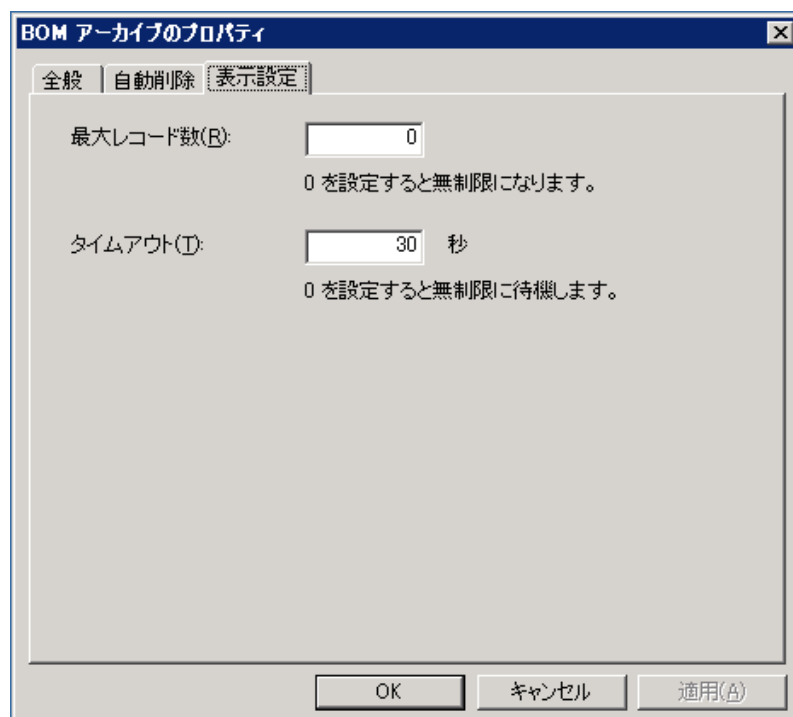 BOM アーカイブのプロパティ
全般 自動削除 表示設定
最大レコード数(R): 0
0 を設定すると無制限になります。
タイムアウト(T): 30 秒
0 を設定すると無制限に待機します。
OK キャンセル 適用(A)